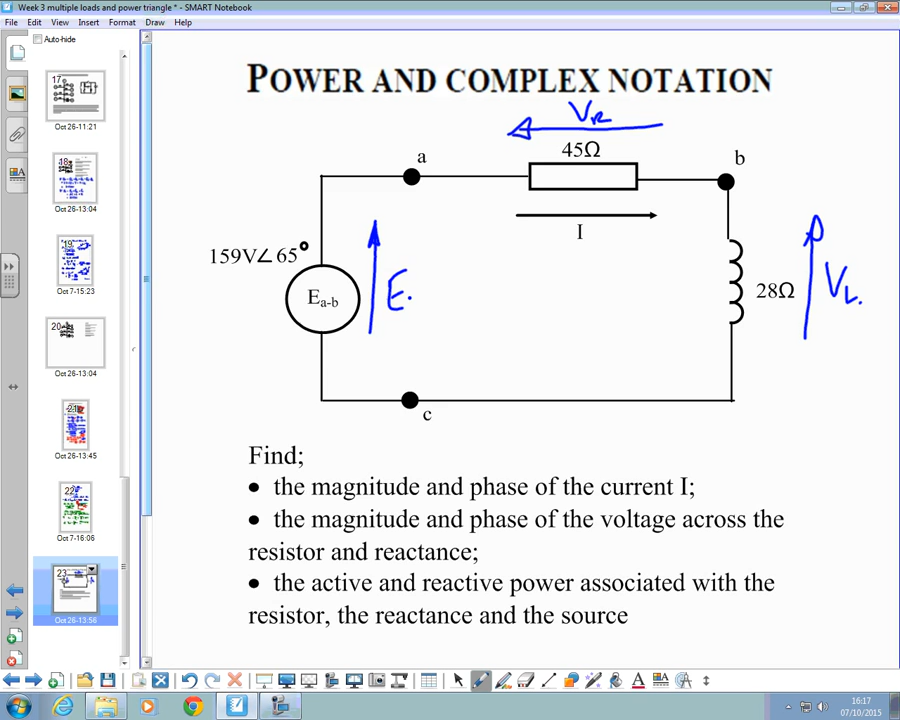 Week 3 multiple loads and power triangle * - SMART Notebook
File Edit View Insert Format Draw Help
Auto-hide
17
Oct 26-11:21
18
Oct 26-13:04
19
Oct 7-15:23
20
Oct 26-13:04
21
Oct 26-13:45
22
Oct 7-16:06
23
Oct 26-13:56
POWER AND COMPLEX NOTATION
VR
45Ω
a
b
I
159V∠65°
Ea-b
E.
28Ω
VL.
c
Find;
• the magnitude and phase of the current I;
• the magnitude and phase of the voltage across the
resistor and reactance;
• the active and reactive power associated with the
resistor, the reactance and the source
16:17
07/10/2015